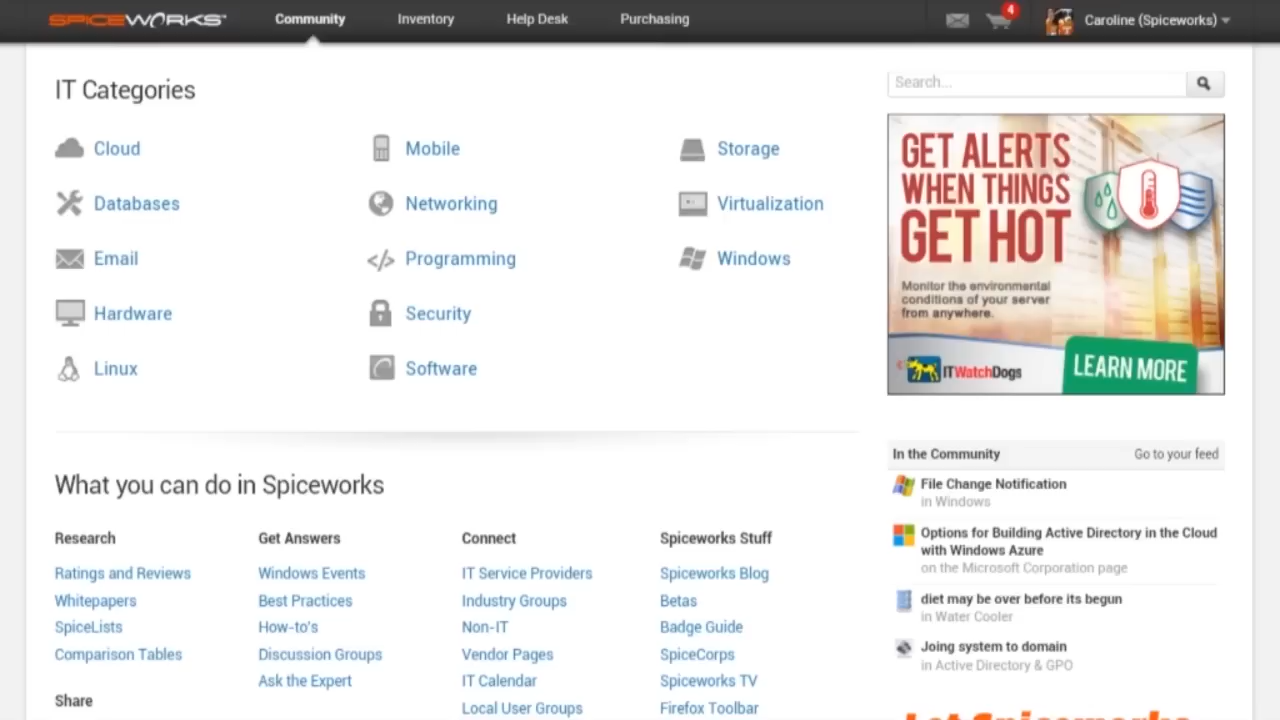 SPICEWORKS
Community
Inventory
Help Desk
Purchasing
4
Caroline (Spiceworks)
IT Categories
Cloud
Mobile
Storage
Databases
Networking
Virtualization
Email
Programming
Windows
Hardware
Security
Linux
Software
Search...
GET ALERTS
WHEN THINGS
GET HOT
Monitor the environmental
conditions of your server
from anywhere.
ITWatchDogs
LEARN MORE
What you can do in Spiceworks
Research
Ratings and Reviews
Whitepapers
SpiceLists
Comparison Tables
Share
Get Answers
Windows Events
Best Practices
How-to's
Discussion Groups
Ask the Expert
Connect
IT Service Providers
Industry Groups
Non-IT
Vendor Pages
IT Calendar
Local User Groups
Spiceworks Stuff
Spiceworks Blog
Betas
Badge Guide
SpiceCorps
Spiceworks TV
Firefox Toolbar
In the Community
Go to your feed
File Change Notification
in Windows
Options for Building Active Directory in the Cloud
with Windows Azure
on the Microsoft Corporation page
diet may be over before its begun
in Water Cooler
Joing system to domain
in Active Directory & GPO
Let Spiceworks